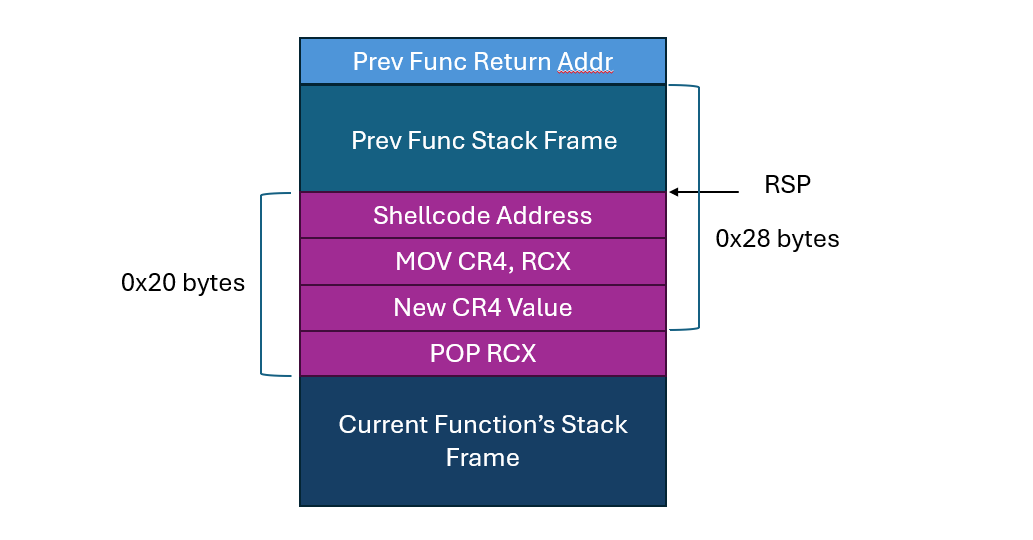 Prev Func Return Addr
Prev Func Stack Frame
RSP
Shellcode Address
0x28 bytes
MOV CR4, RCX
0x20 bytes
New CR4 Value
POP RCX
Current Function’s Stack
Frame